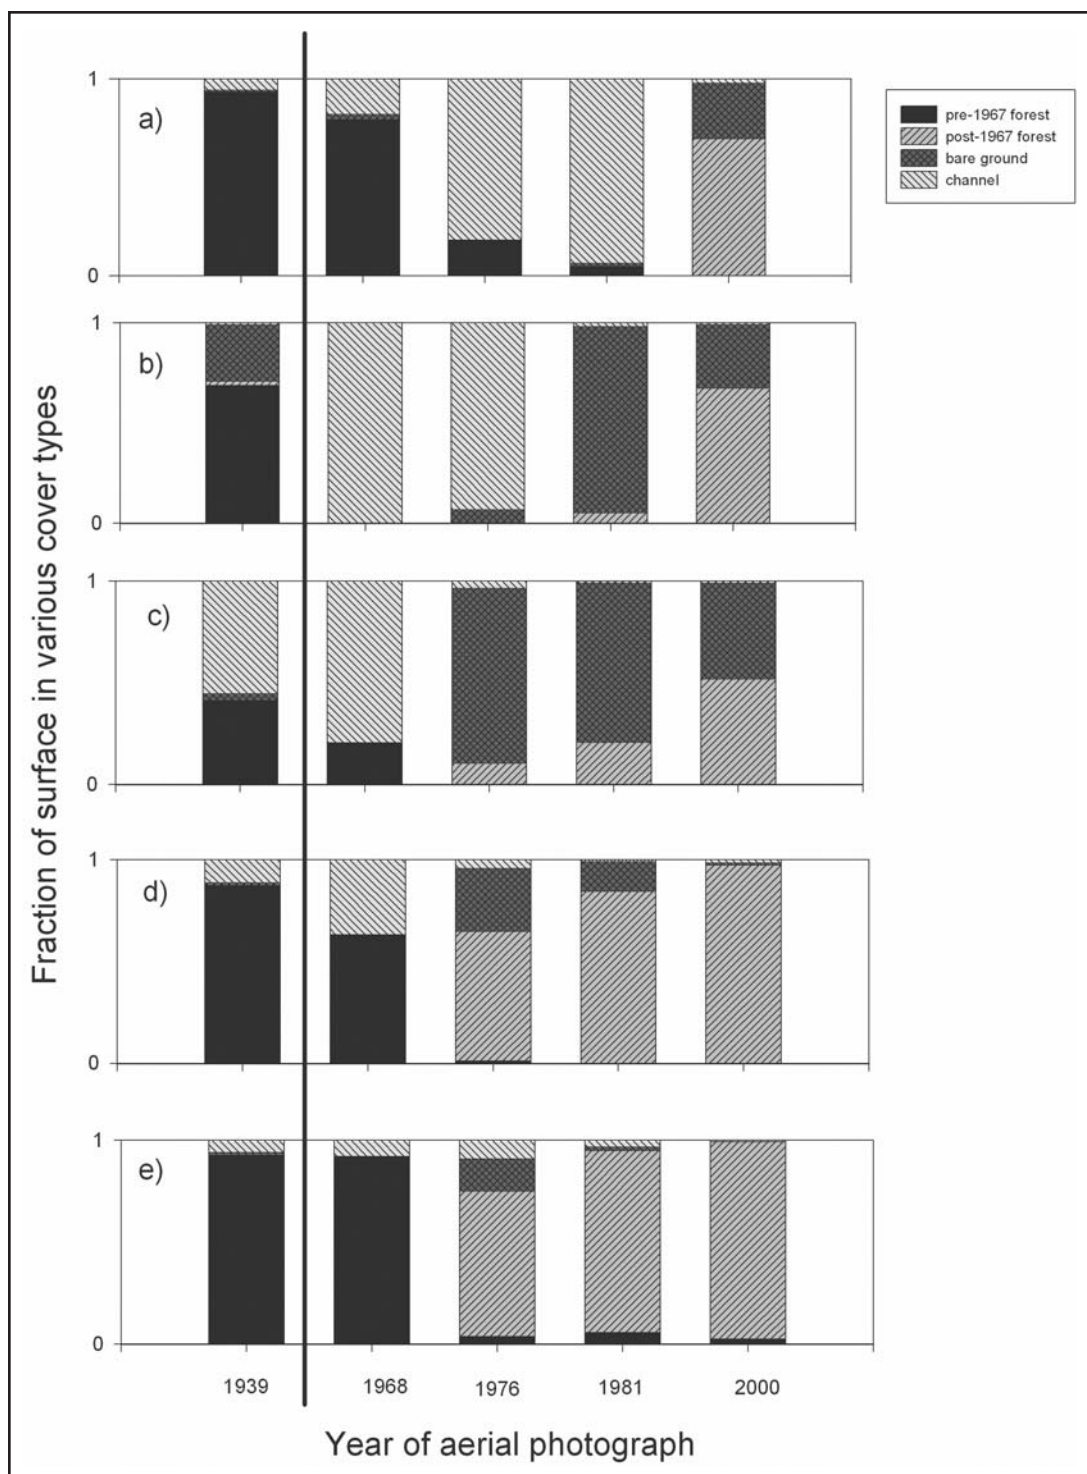 1
a)
0
pre-1967 forest
post-1967 forest
bare ground
channel
1
b)
0
1
c)
0
1
d)
0
1
e)
0
Fraction of surface in various cover types
1939 1968 1976 1981 2000
Year of aerial photograph